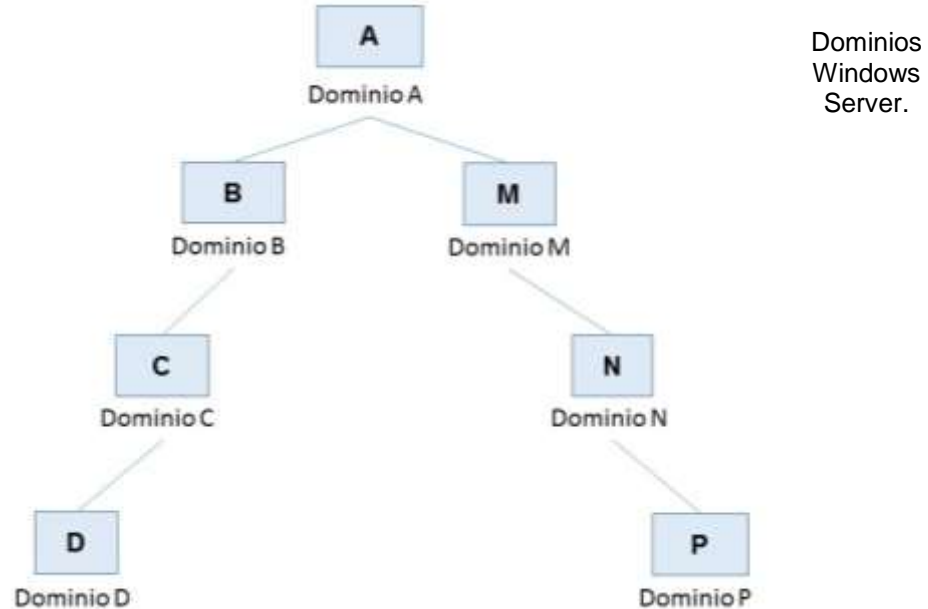 A
Dominio A
Dominios
Windows
Server.
B
M
Dominio B
Dominio M
C
N
Dominio C
Dominio N
D
P
Dominio D
Dominio P